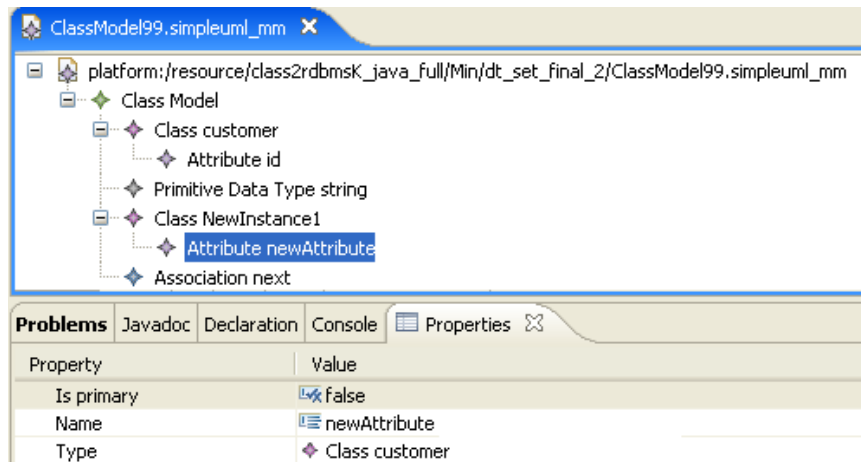 ClassModel99.simpleuml_mm
platform:/resource/class2rdbmsK_java_full/Min/dt_set_final_2/ClassModel99.simpleuml_mm
Class Model
Class customer
Attribute id
Primitive Data Type string
Class NewInstance1
Attribute newAttribute
Association next
Problems Javadoc Declaration Console Properties
Property Value
Is primary false
Name newAttribute
Type Class customer